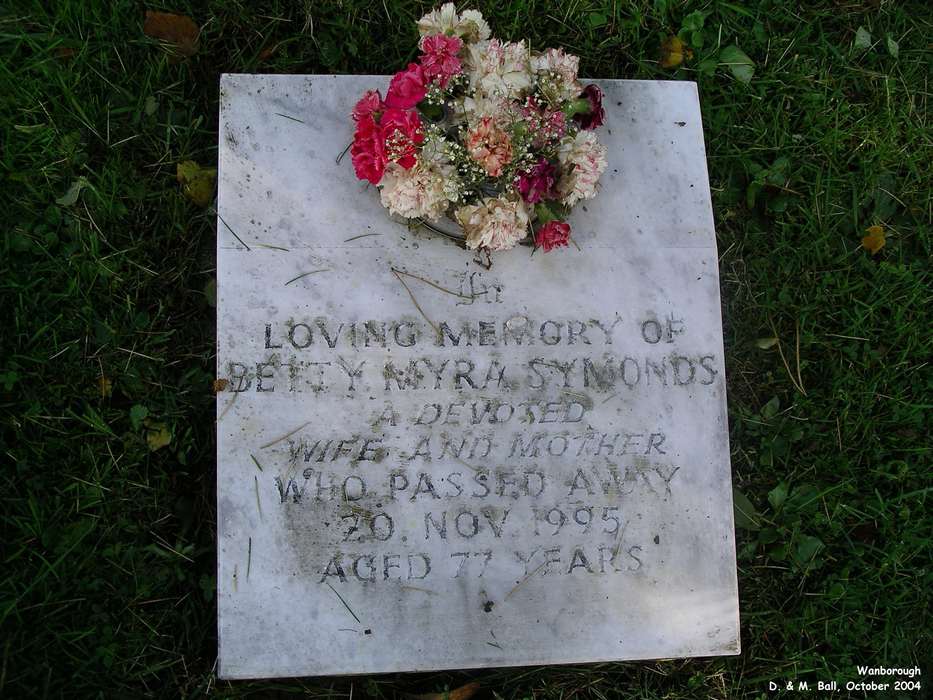 In
LOVING MEMORY OF
BETTY MYRA SYMONDS
A DEVOTED
WIFE AND MOTHER
WHO PASSED AWAY
20. NOV. 1995
AGED 77 YEARS
Wanborough
D. & M. Ball, October 2004